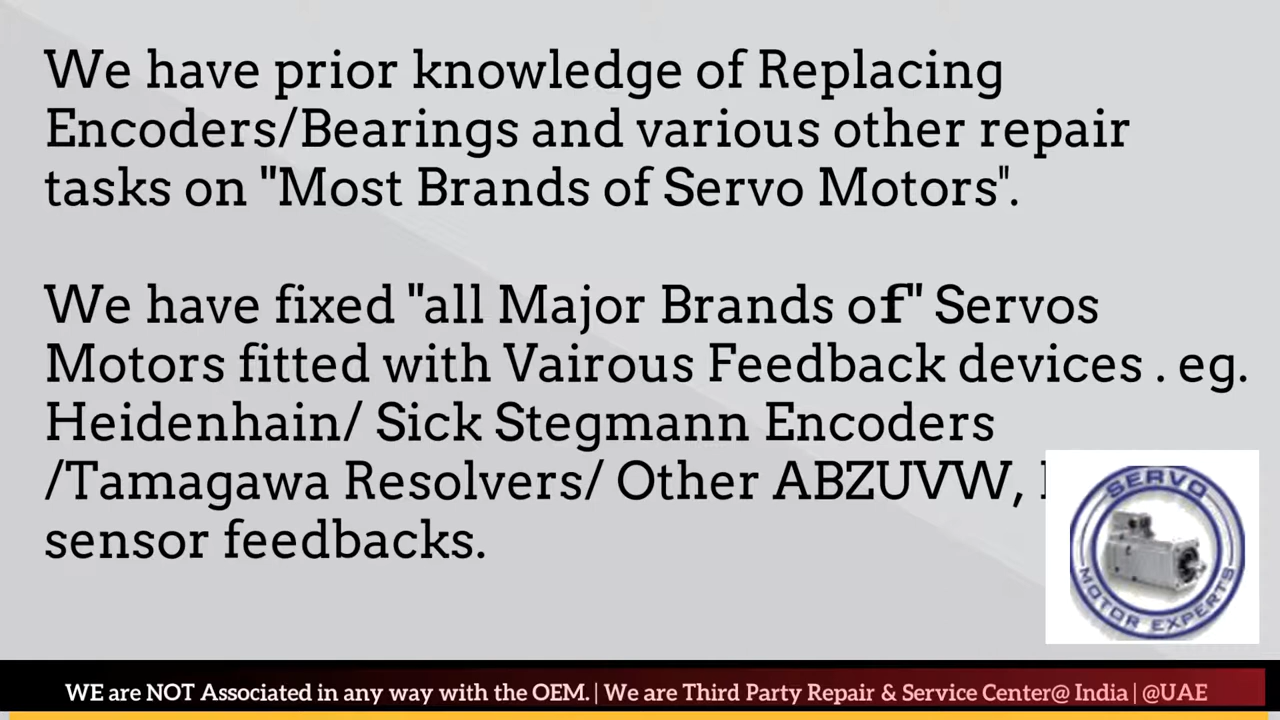 We have prior knowledge of Replacing
Encoders/Bearings and various other repair
tasks on "Most Brands of Servo Motors".
We have fixed "all Major Brands of" Servos
Motors fitted with Vairous Feedback devices . eg.
Heidenhain/ Sick Stegmann Encoders
/Tamagawa Resolvers/ Other ABZUVW,
sensor feedbacks.
SERVO
MOTOR EXPERTS
WE are NOT Associated in any way with the OEM. | We are Third Party Repair & Service Center@ India | @UAE